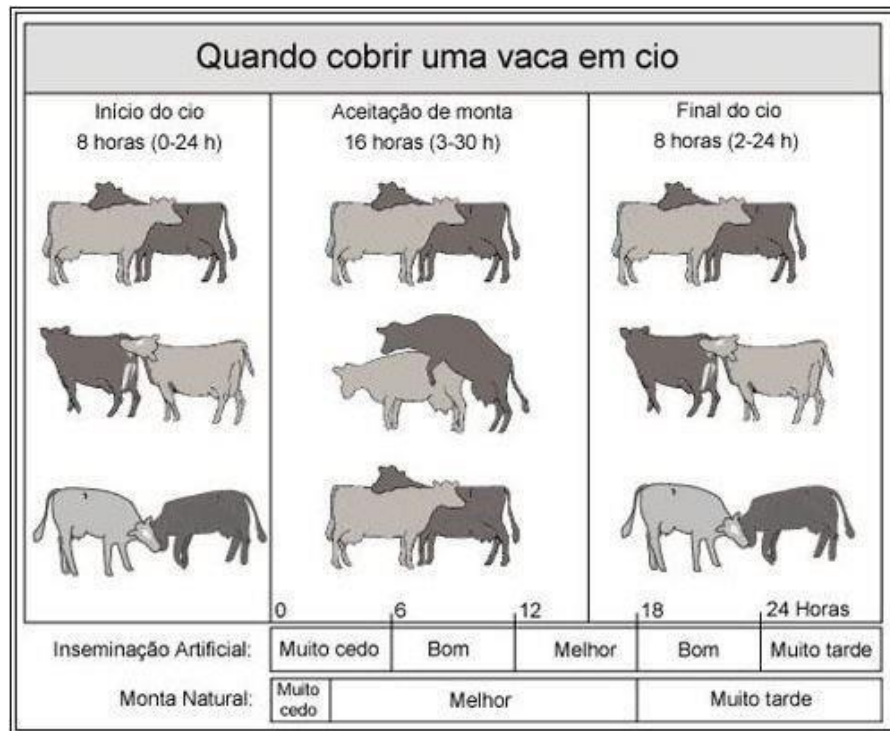 Quando cobrir uma vaca em cio
Início do cio
8 horas (0-24 h)
Aceitação de monta
16 horas (3-30 h)
Final do cio
8 horas (2-24 h)
0 6 12 18 24 Horas
Inseminação Artificial: Muito cedo Bom Melhor Bom Muito tarde
Monta Natural: Muito cedo Melhor Muito tarde